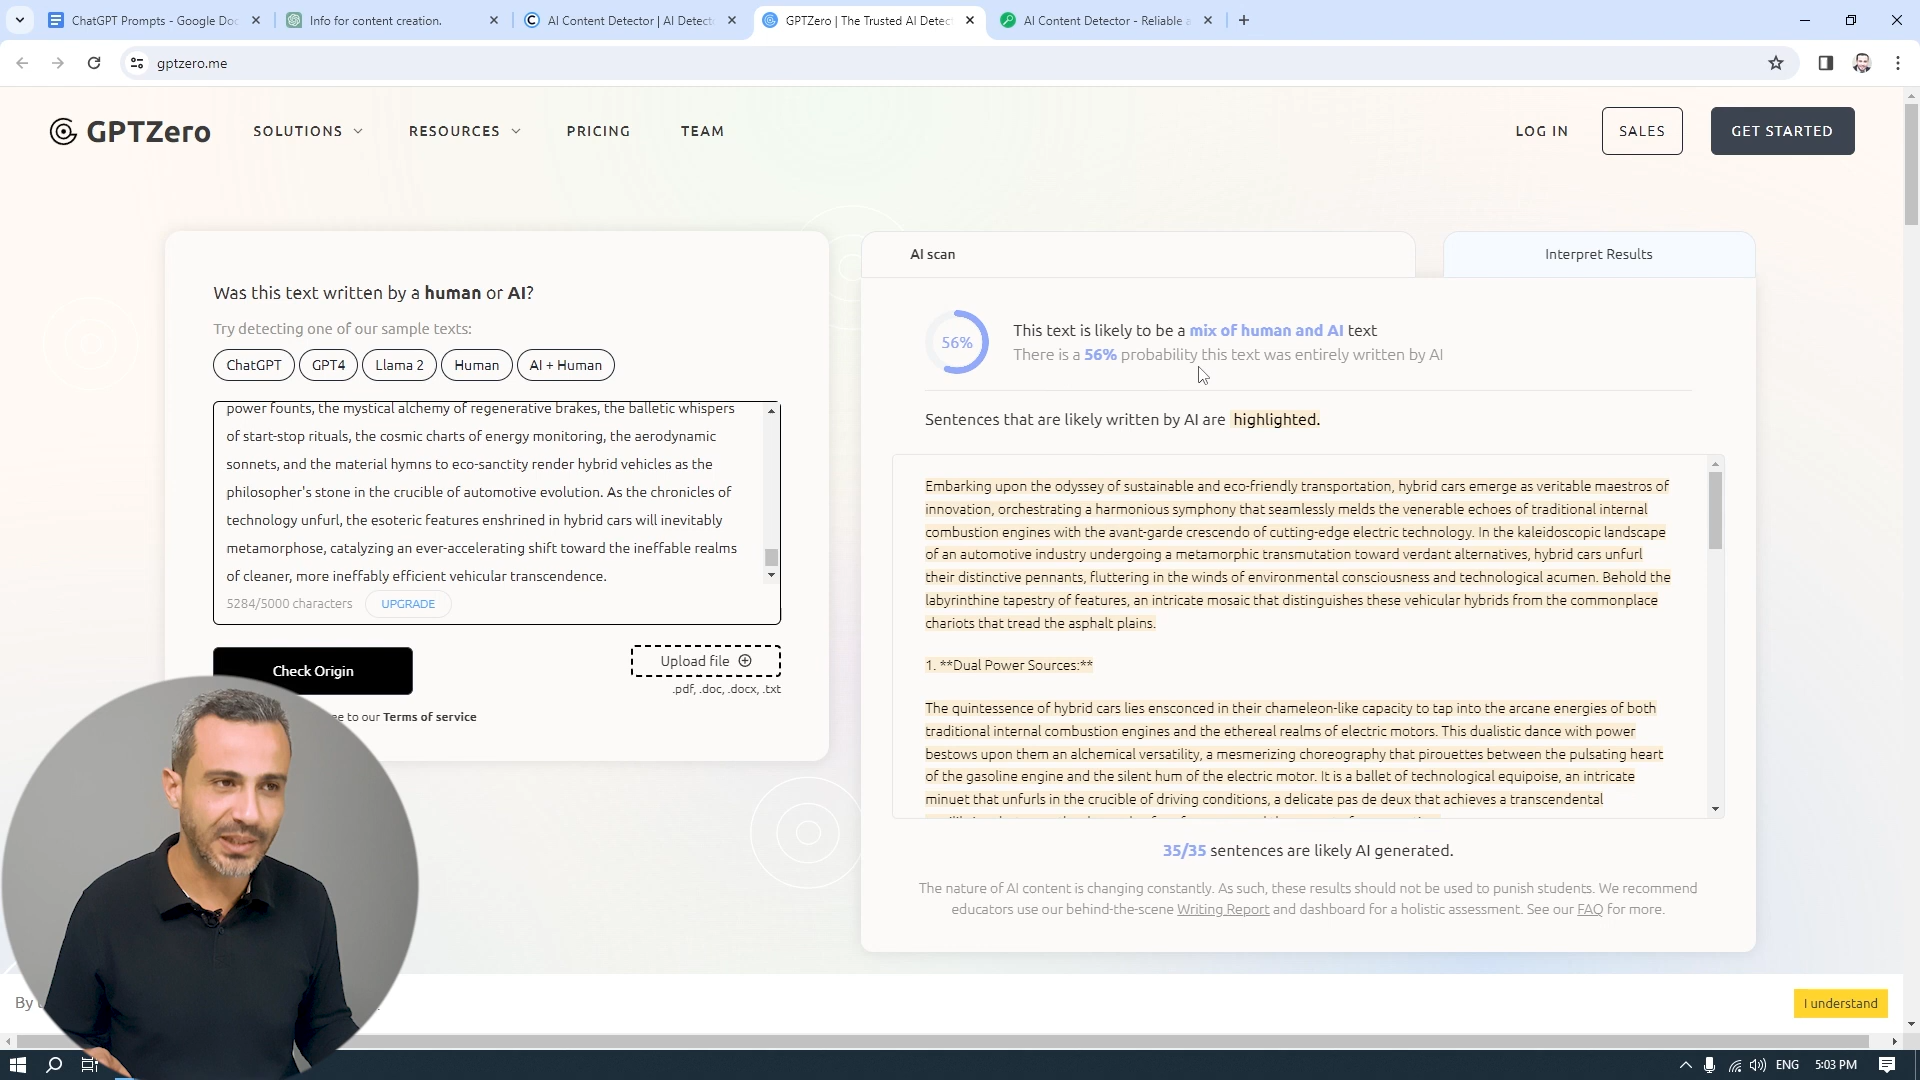 ChatGPT Prompts - Google Doc
Info for content creation.
AI Content Detector | AI Detect
GPTZero | The Trusted AI Detec
AI Content Detector - Reliable a
gptzero.me
GPTZero
SOLUTIONS
RESOURCES
PRICING
TEAM
LOG IN
SALES
GET STARTED
Was this text written by a human or AI?
Try detecting one of our sample texts:
ChatGPT
GPT4
Llama 2
Human
AI + Human
power founts, the mystical alchemy of regenerative brakes, the balletic whispers
of start-stop rituals, the cosmic charts of energy monitoring, the aerodynamic
sonnets, and the material hymns to eco-sanctity render hybrid vehicles as the
philosopher's stone in the crucible of automotive evolution. As the chronicles of
technology unfurl, the esoteric features enshrined in hybrid cars will inevitably
metamorphose, catalyzing an ever-accelerating shift toward the ineffable realms
of cleaner, more ineffably efficient vehicular transcendence.
5284/5000 characters
UPGRADE
Check Origin
Upload file
.pdf, .doc, .docx, .txt
to our Terms of service
AI scan
Interpret Results
56%
This text is likely to be a mix of human and AI text
There is a 56% probability this text was entirely written by AI
Sentences that are likely written by AI are highlighted.
Embarking upon the odyssey of sustainable and eco-friendly transportation, hybrid cars emerge as veritable maestros of
innovation, orchestrating a harmonious symphony that seamlessly melds the venerable echoes of traditional internal
combustion engines with the avant-garde crescendo of cutting-edge electric technology. In the kaleidoscopic landscape
of an automotive industry undergoing a metamorphic transmutation toward verdant alternatives, hybrid cars unfurl
their distinctive pennants, fluttering in the winds of environmental consciousness and technological acumen. Behold the
labyrinthine tapestry of features, an intricate mosaic that distinguishes these vehicular hybrids from the commonplace
chariots that tread the asphalt plains.
1. **Dual Power Sources:**
The quintessence of hybrid cars lies ensconced in their chameleon-like capacity to tap into the arcane energies of both
traditional internal combustion engines and the ethereal realms of electric motors. This dualistic dance with power
bestows upon them an alchemical versatility, a mesmerizing choreography that pirouettes between the pulsating heart
of the gasoline engine and the silent hum of the electric motor. It is a ballet of technological equipoise, an intricate
minuet that unfurls in the crucible of driving conditions, a delicate pas de deux that achieves a transcendental
35/35 sentences are likely AI generated.
The nature of AI content is changing constantly. As such, these results should not be used to punish students. We recommend
educators use our behind-the-scene Writing Report and dashboard for a holistic assessment. See our FAQ for more.
By
I understand
ENG
5:03 PM